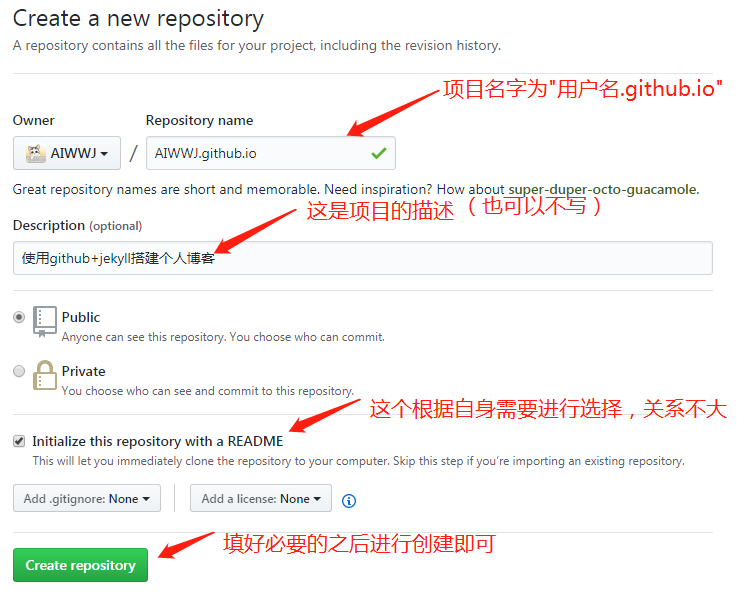 Create a new repository
A repository contains all the files for your project, including the revision history.
项目名字为"用户名.github.io"
Owner
Repository name
AIWWJ
/
AIWWJ.github.io
Great repository names are short and memorable. Need inspiration? How about super-duper-octo-guacamole.
这是项目的描述（也可以不写）
Description (optional)
使用github+jekyll搭建个人博客
Public
Anyone can see this repository. You choose who can commit.
Private
You choose who can see and commit to this repository.
这个根据自身需要进行选择，关系不大
Initialize this repository with a README
This will let you immediately clone the repository to your computer. Skip this step if you're importing an existing repository.
Add .gitignore: None
Add a license: None
填好必要的之后进行创建即可
Create repository